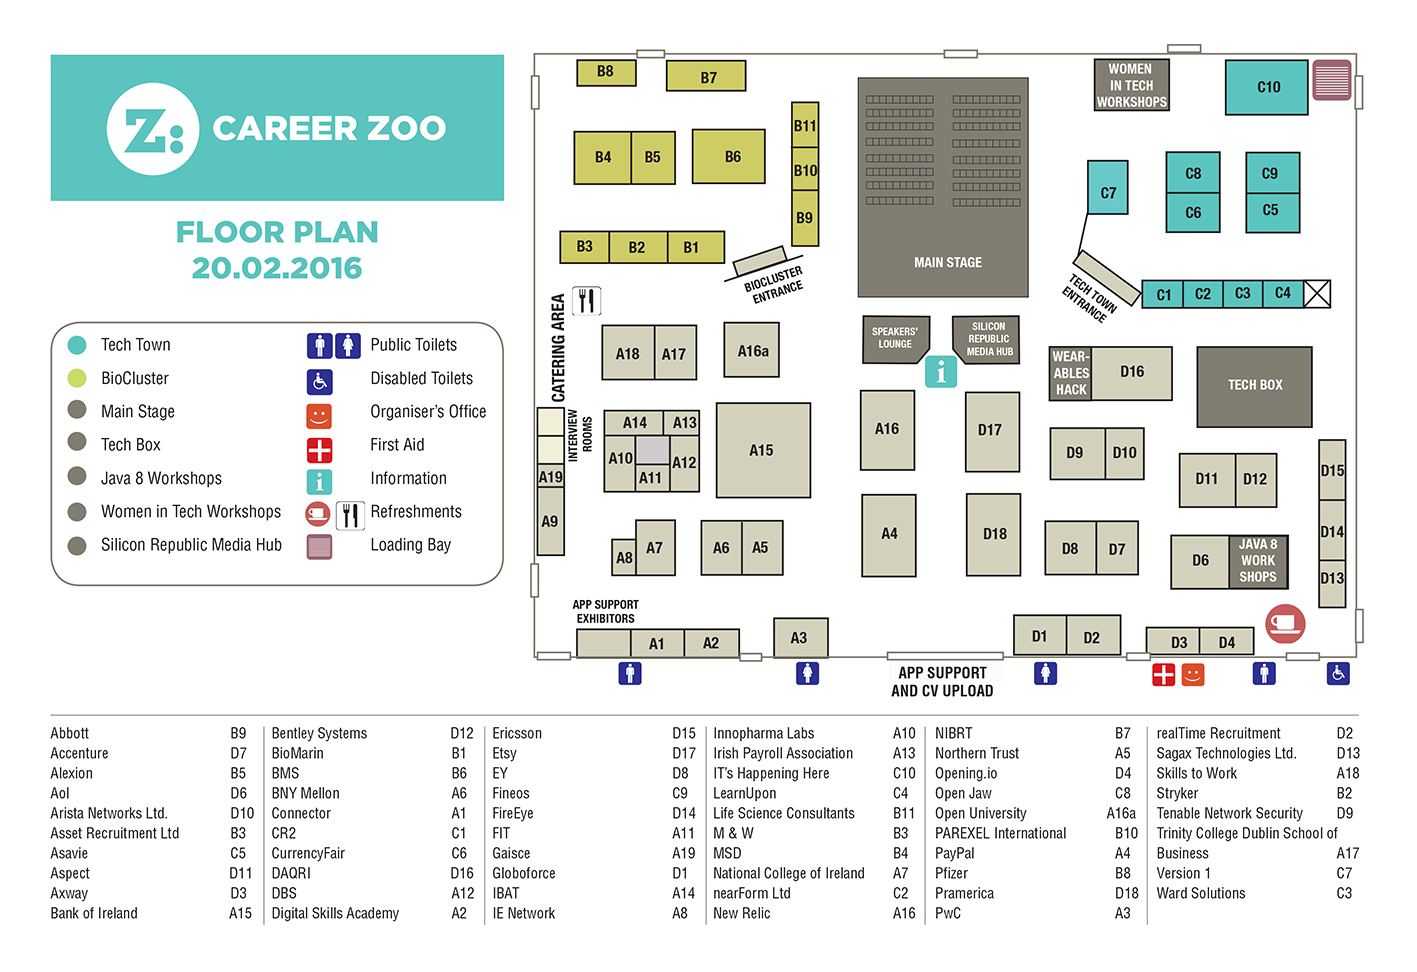 Z: CAREER ZOO
FLOOR PLAN
20.02.2016
Tech Town
BioCluster
Main Stage
Tech Box
Java 8 Workshops
Women in Tech Workshops
Silicon Republic Media Hub
Public Toilets
Disabled Toilets
Organiser's Office
First Aid
i Information
Refreshments
Loading Bay
B8
B7
B11
B10
B9
B4
B5
B6
B3
B2
B1
BIOCLUSTER
ENTRANCE
MAIN STAGE
WOMEN
IN TECH
WORKSHOPS
C10
C7
C8
C6
C9
C5
TECH TOWN
ENTRANCE
C1
C2
C3
C4
CATERING AREA
INTERVIEW
ROOMS
A18
A17
A16a
SPEAKERS'
LOUNGE
SILICON
REPUBLIC
MEDIA HUB
i
WEAR-
ABLES
HACK
D16
TECH BOX
A14
A13
A10
A11
A12
A15
A16
D17
D9
D10
D11
D12
D15
D14
D13
A19
A9
A8
A7
A6
A5
A4
D18
D8
D7
D6
JAVA 8
WORK
SHOPS
APP SUPPORT
EXHIBITORS
A1
A2
A3
D1
D2
D3
D4
APP SUPPORT
AND CV UPLOAD
Abbott B9
Accenture D7
Alexion B5
Aol D6
Arista Networks Ltd. D10
Asset Recruitment Ltd B3
Asavie C5
Aspect D11
Axway D3
Bank of Ireland A15
Bentley Systems D12
BioMarin B1
BMS B6
BNY Mellon A6
Connector A1
CR2 C1
CurrencyFair C6
DAQRI D16
DBS A12
Digital Skills Academy A2
Ericsson D15
Etsy D17
EY D8
Fineos C9
FireEye D14
FIT A11
Gaisce A19
Globoforce D1
IBAT A14
IE Network A8
Innopharma Labs A10
Irish Payroll Association A13
IT's Happening Here C10
LearnUpon C4
Life Science Consultants B11
M & W B3
MSD B4
National College of Ireland A7
nearForm Ltd C2
New Relic A16
NIBRT B7
Northern Trust A5
Opening.io D4
Open Jaw C8
Open University A16a
PAREXEL International B10
PayPal A4
Pfizer B8
Pramerica D18
PwC A3
realTime Recruitment D2
Sagax Technologies Ltd. D13
Skills to Work A18
Stryker B2
Tenable Network Security D9
Trinity College Dublin School of
Business A17
Version 1 C7
Ward Solutions C3